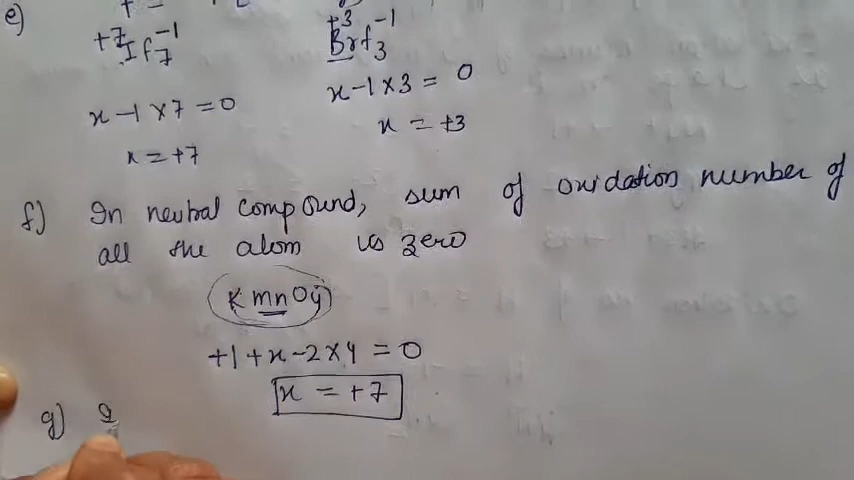 e)
+7 -1 +3 -1
If7 Brf3
x - 1 × 7 = 0 x - 1 × 3 = 0
x = +7 x = +3
f) In neutral compound, sum of oxidation number of
all the atom is zero
KmnO4
+1 + x - 2 × 4 = 0
x = +7
g)